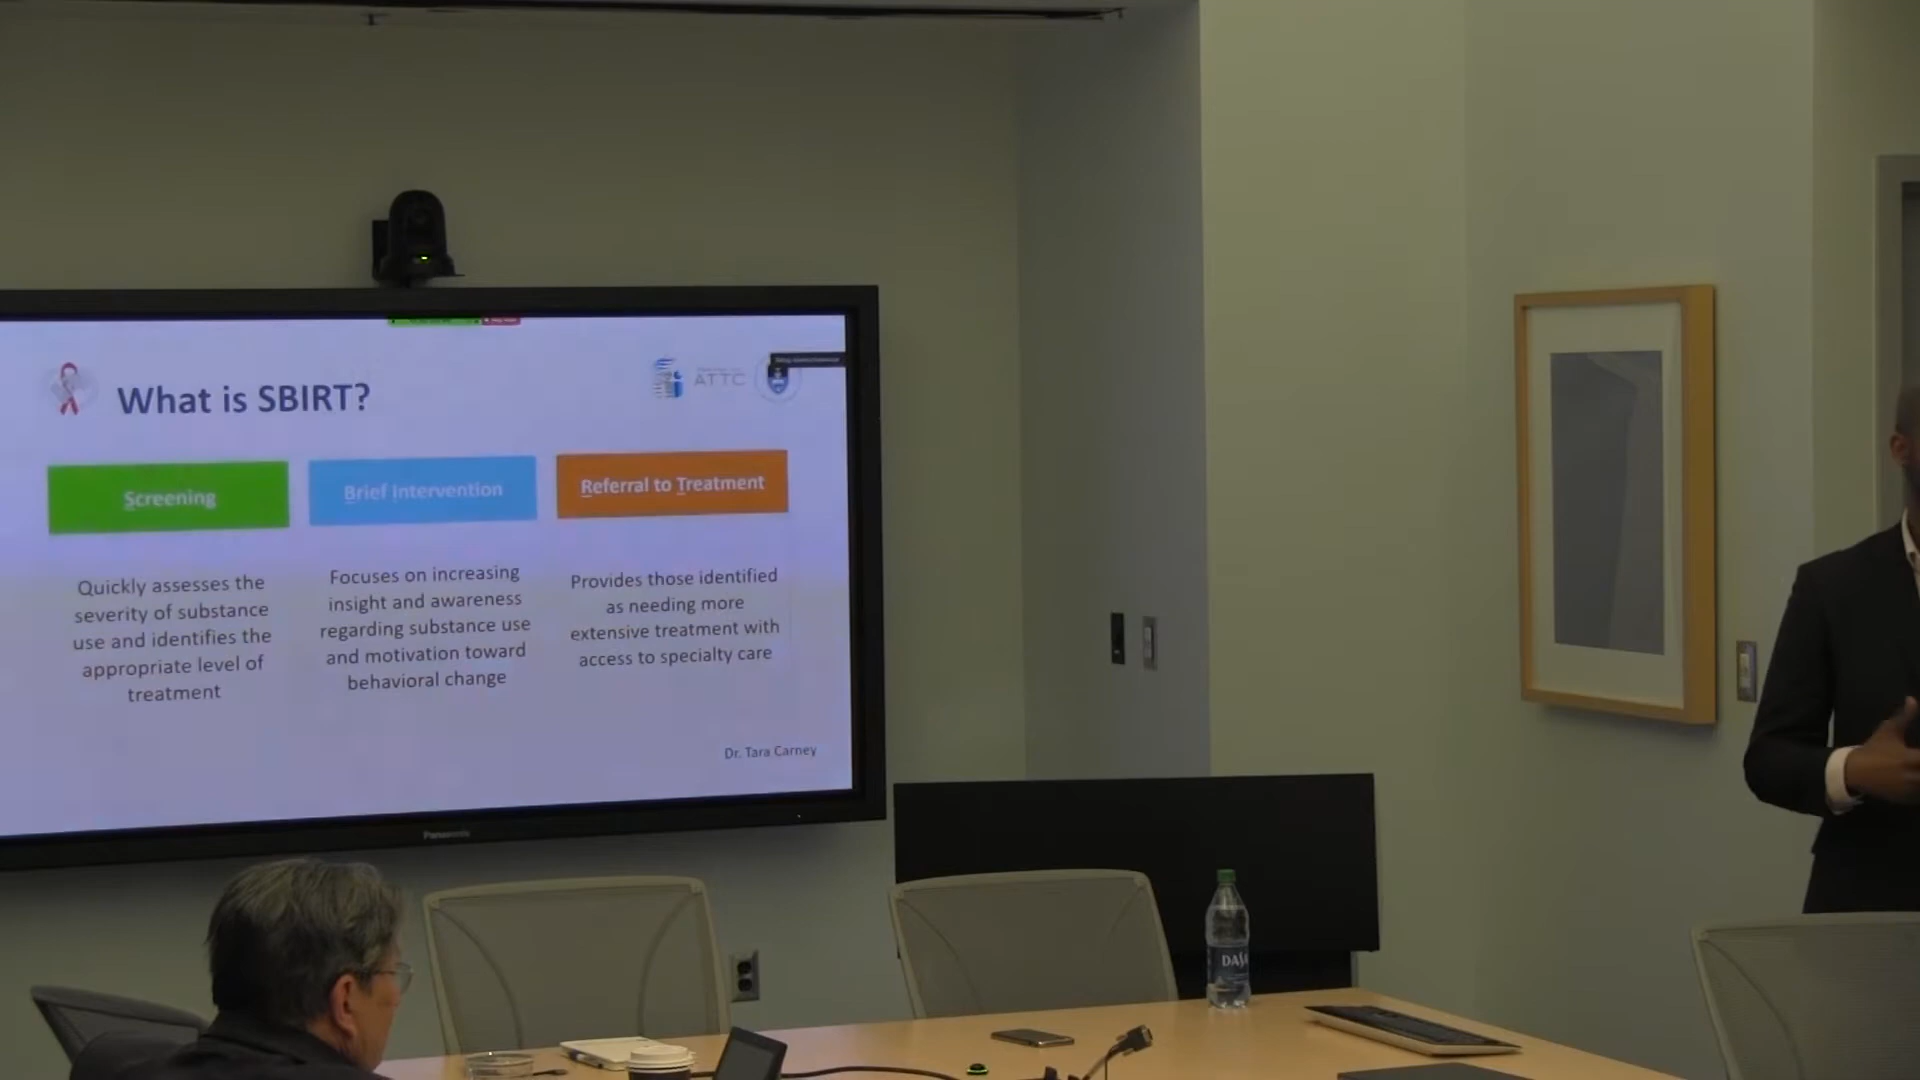 What is SBIRT?
ATTC
Screening
Brief Intervention
Referral to Treatment
Quickly assesses the
severity of substance
use and identifies the
appropriate level of
treatment
Focuses on increasing
insight and awareness
regarding substance use
and motivation toward
behavioral change
Provides those identified
as needing more
extensive treatment with
access to specialty care
Dr. Tara Carney
Panasonic
DASA